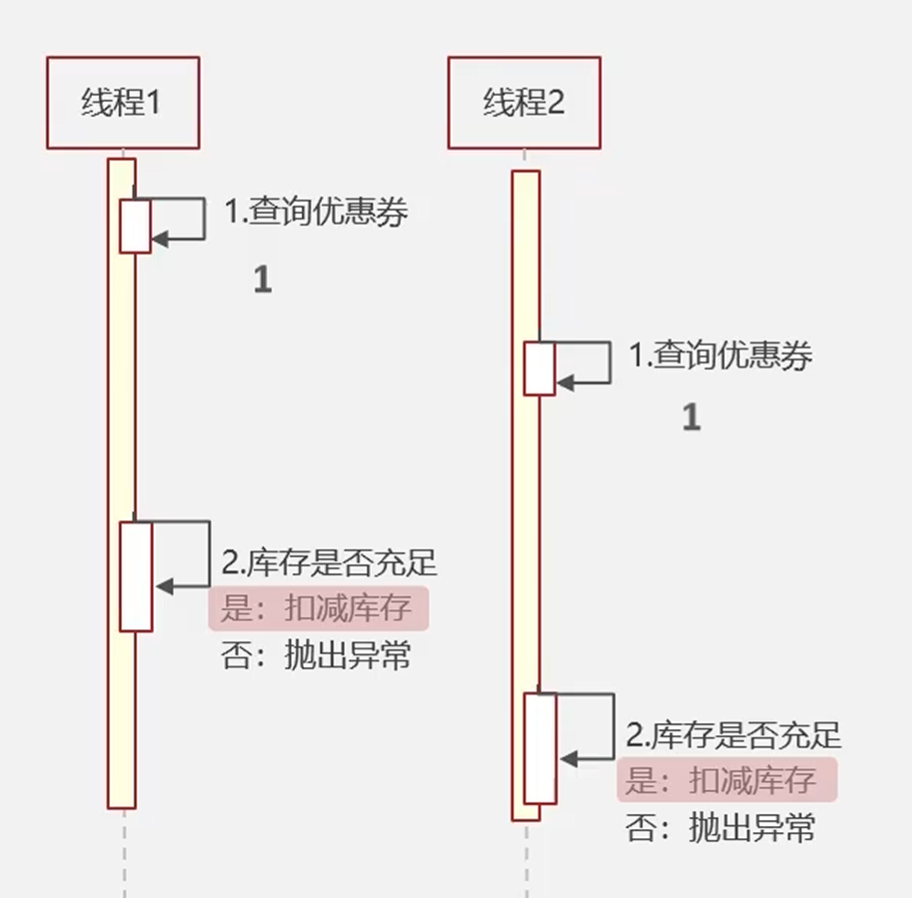 线程1
线程2
1.查询优惠券
1
1.查询优惠券
1
2.库存是否充足
是：扣减库存
否：抛出异常
2.库存是否充足
是：扣减库存
否：抛出异常